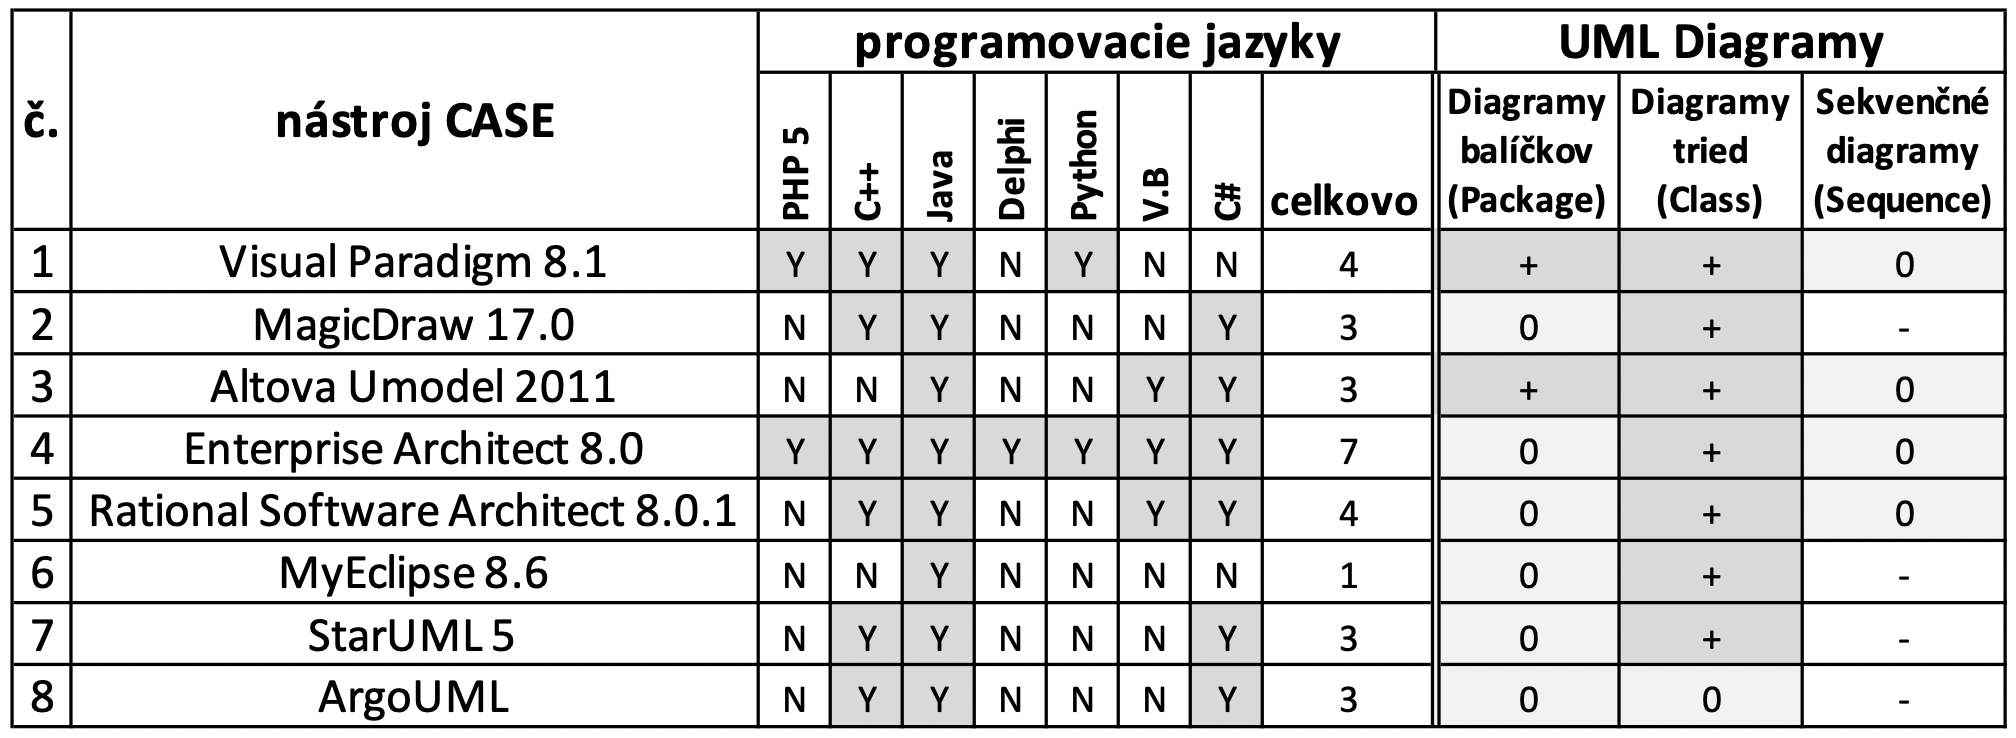 č. nástroj CASE programovacie jazyky UML Diagramy
PHP 5 C++ Java Delphi Python V.B C# celkovo Diagramy balíčkov (Package) Diagramy tried (Class) Sekvenčné diagramy (Sequence)
1 Visual Paradigm 8.1 Y Y Y N Y N N 4 + + 0
2 MagicDraw 17.0 N Y Y N N N Y 3 0 + -
3 Altova Umodel 2011 N N Y N N Y Y 3 + + 0
4 Enterprise Architect 8.0 Y Y Y Y Y Y Y 7 0 + 0
5 Rational Software Architect 8.0.1 N Y Y N N Y Y 4 0 + 0
6 MyEclipse 8.6 N N Y N N N N 1 0 + -
7 StarUML 5 N Y Y N N N Y 3 0 + -
8 ArgoUML N Y Y N N N Y 3 0 0 -